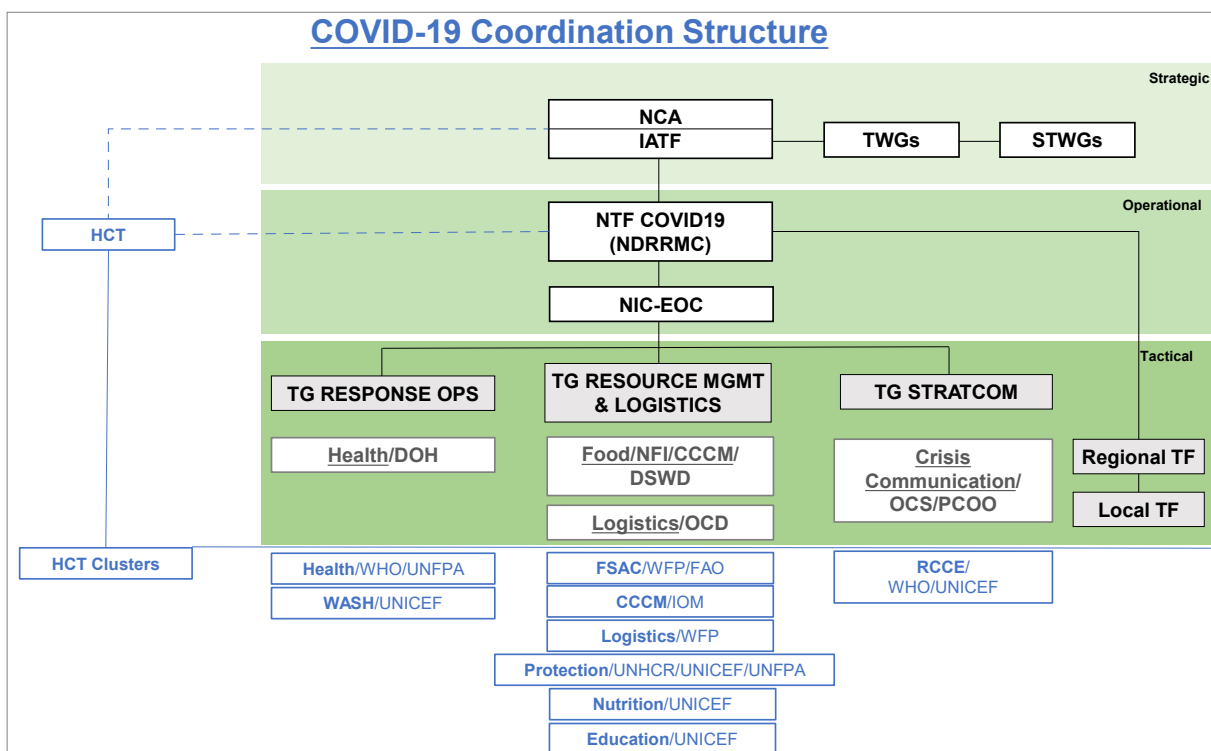 COVID-19 Coordination Structure
Strategic
NCA
IATF
TWGs
STWGs
Operational
HCT
NTF COVID19
(NDRRMC)
NIC-EOC
Tactical
TG RESPONSE OPS
TG RESOURCE MGMT
& LOGISTICS
TG STRATCOM
Health/DOH
Food/NFI/CCCM/
DSWD
Logistics/OCD
Crisis
Communication/
OCS/PCOO
Regional TF
Local TF
HCT Clusters
Health/WHO/UNFPA
WASH/UNICEF
FSAC/WFP/FAO
CCCM/IOM
Logistics/WFP
Protection/UNHCR/UNICEF/UNFPA
Nutrition/UNICEF
Education/UNICEF
RCCE/
WHO/UNICEF